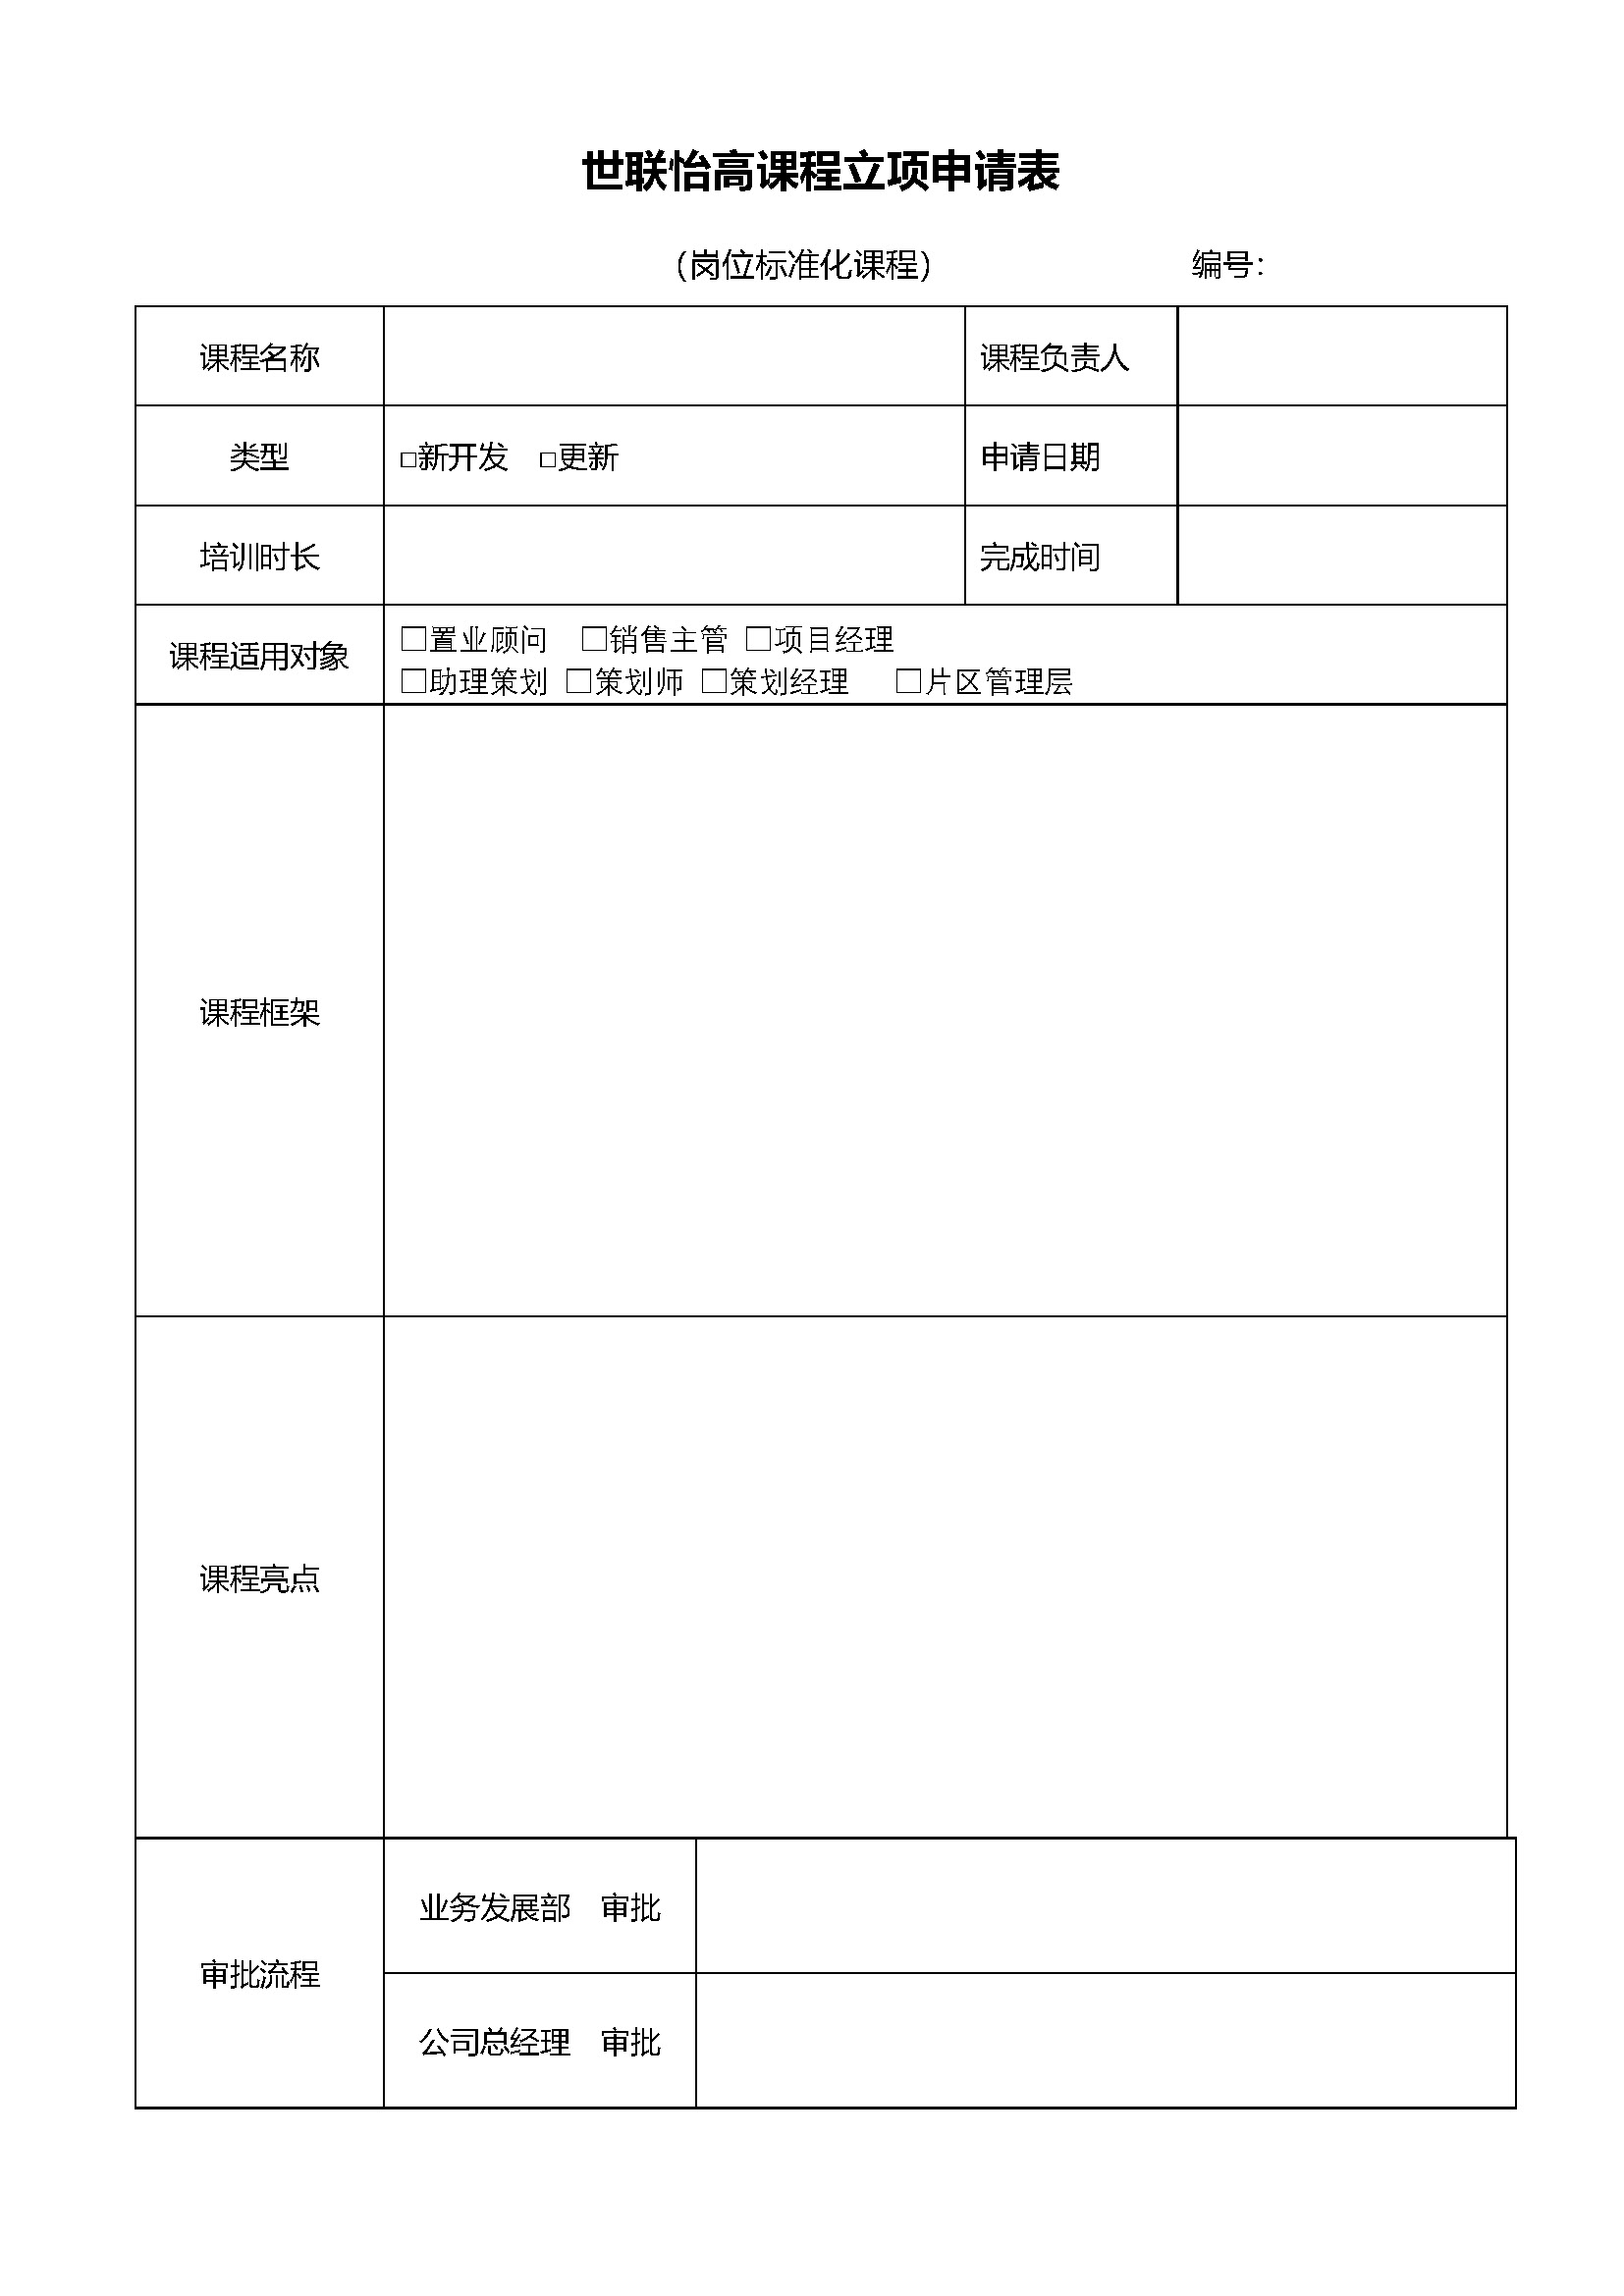 世联怡高课程立项申请表
（岗位标准化课程） 编号：
课程名称 课程负责人
类型 □新开发 □更新 申请日期
培训时长 完成时间
课程适用对象
□置业顾问 □销售主管 □项目经理
□助理策划 □策划师 □策划经理 □片区管理层
课程框架
课程亮点
审批流程
业务发展部 审批
公司总经理 审批